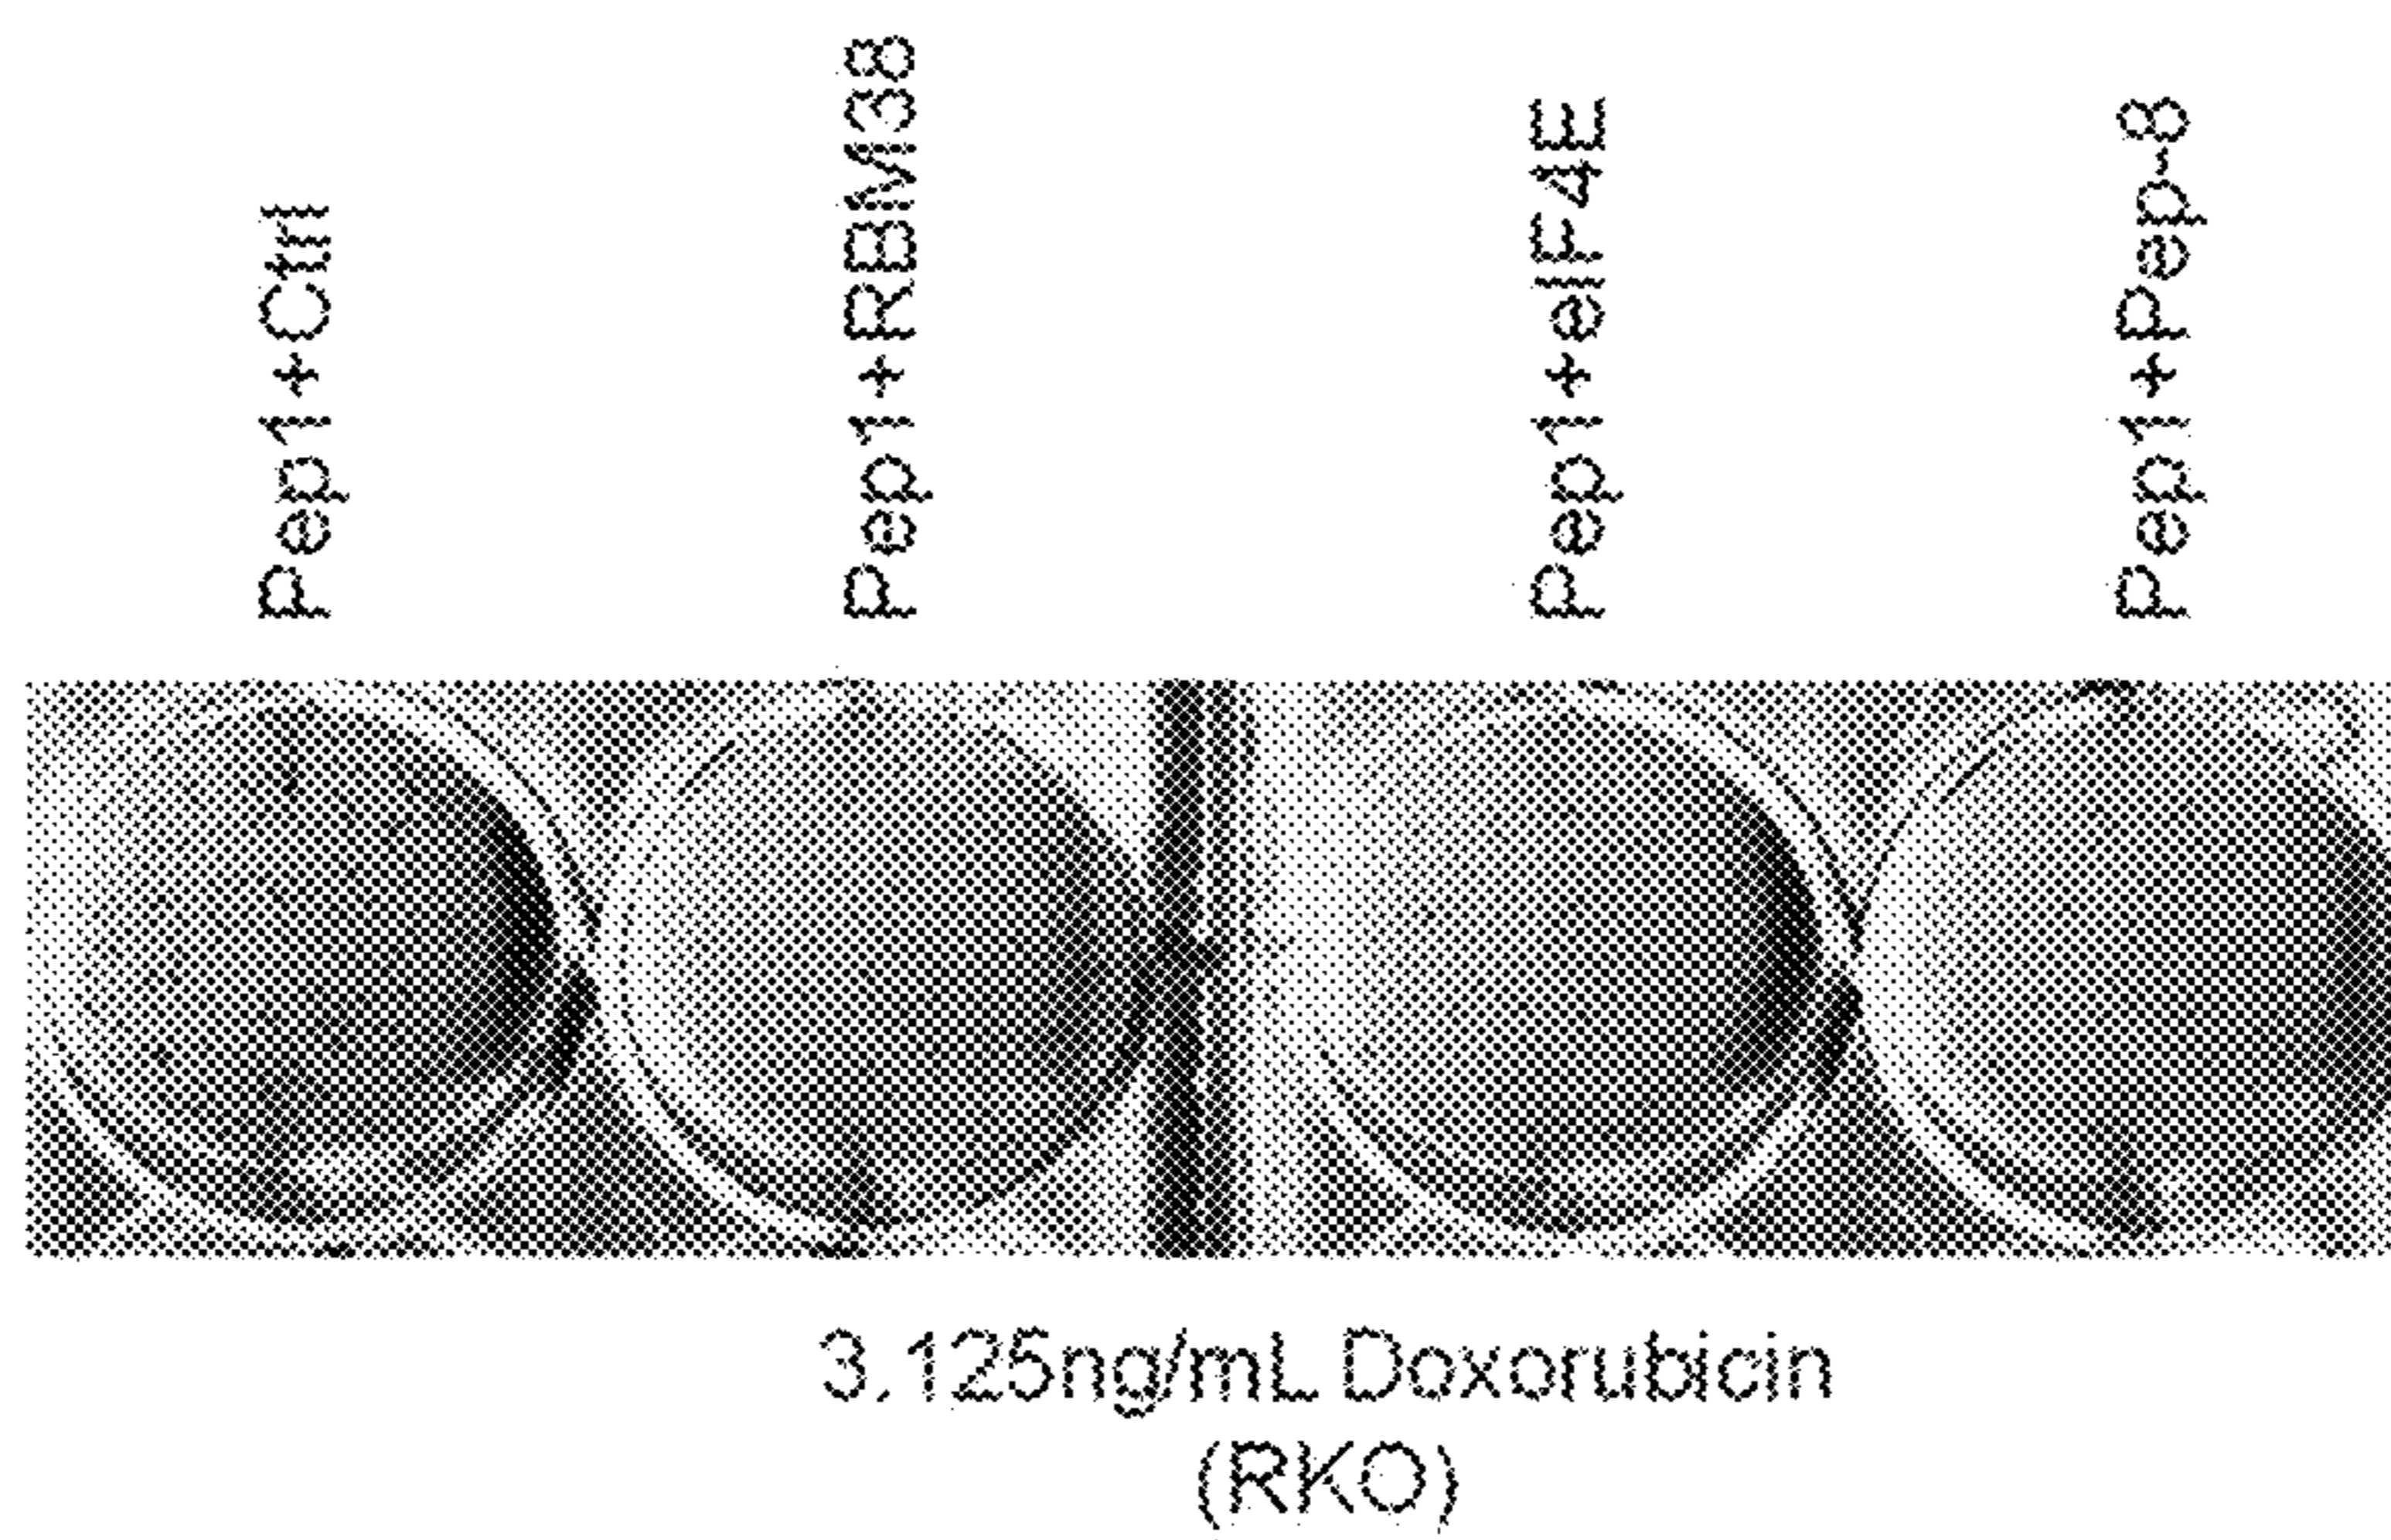 Pep1+Ctrl
Pep1+RBM38
Pep1+eIF4E
Pep1+Pep-8
3.125ng/mL Doxorubicin
(RKO)